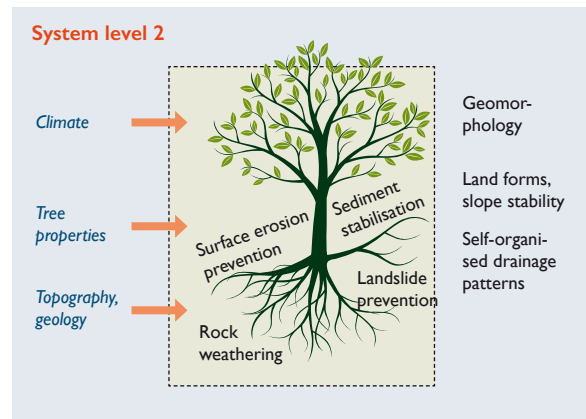 System level 2
Climate
Tree
properties
Topography,
geology
Surface erosion
prevention
Sediment
stabilisation
Landslide
prevention
Rock
weathering
Geomor-
phology
Land forms,
slope stability
Self-organi-
sed drainage
patterns